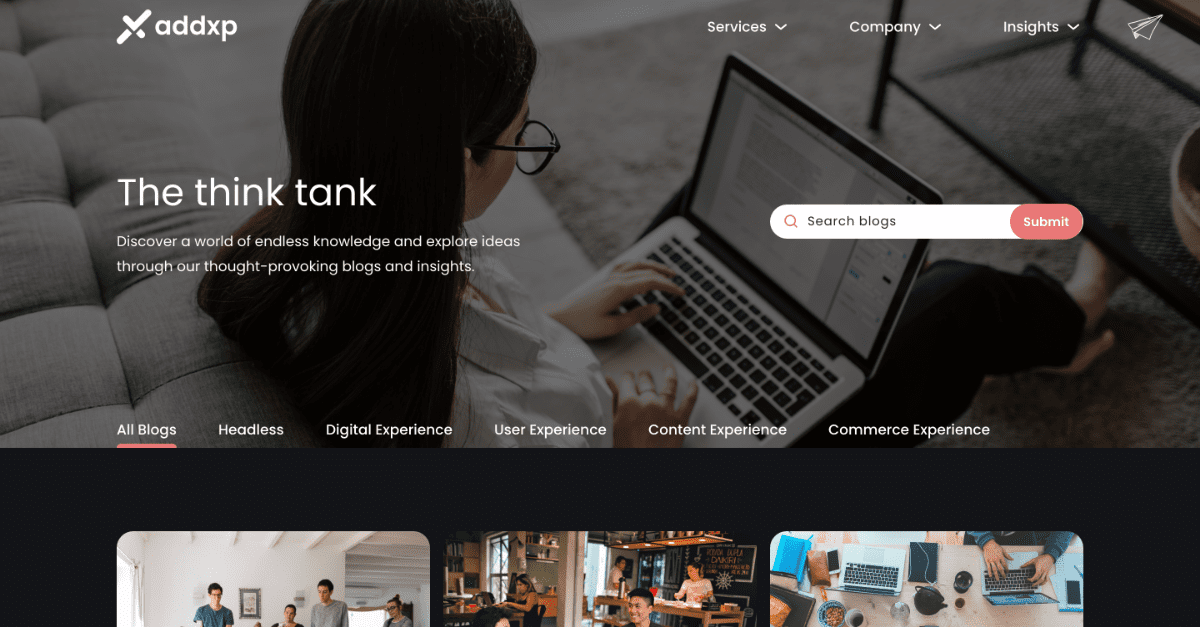 addxp
Services
Company
Insights
The think tank
Discover a world of endless knowledge and explore ideas
through our thought-provoking blogs and insights.
Search blogs
Submit
All Blogs
Headless
Digital Experience
User Experience
Content Experience
Commerce Experience